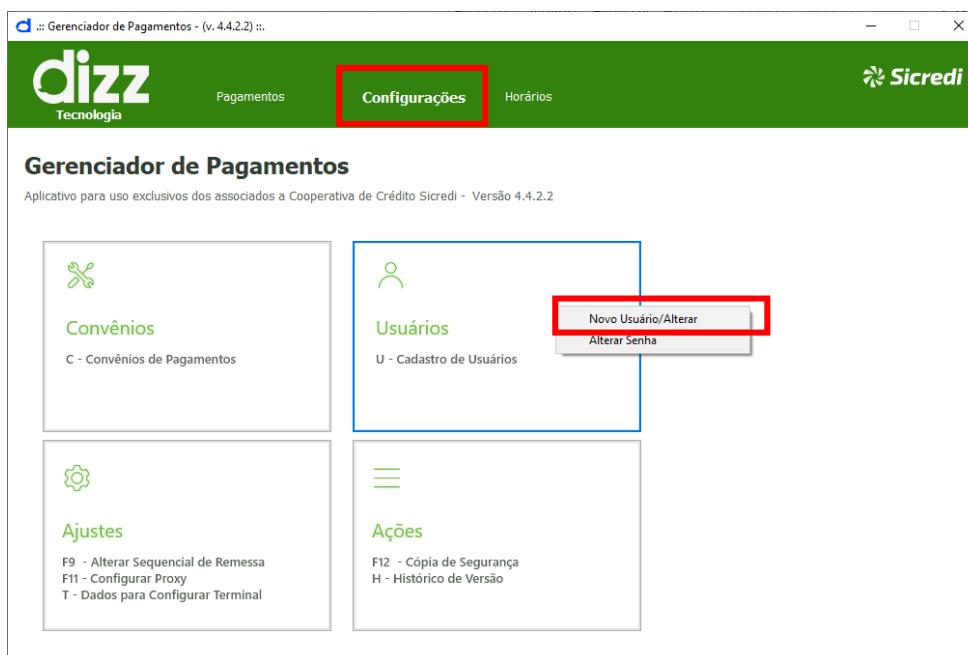 .:: Gerenciador de Pagamentos - (v. 4.4.2.2) ::.
dizz
Tecnologia
Pagamentos
Configurações
Horários
Sicredi
Gerenciador de Pagamentos
Aplicativo para uso exclusivos dos associados a Cooperativa de Crédito Sicredi - Versão 4.4.2.2
Convênios
C - Convênios de Pagamentos
Usuários
U - Cadastro de Usuários
Novo Usuário/Alterar
Alterar Senha
Ajustes
F9 - Alterar Sequencial de Remessa
F11 - Configurar Proxy
T - Dados para Configurar Terminal
Ações
F12 - Cópia de Segurança
H - Histórico de Versão